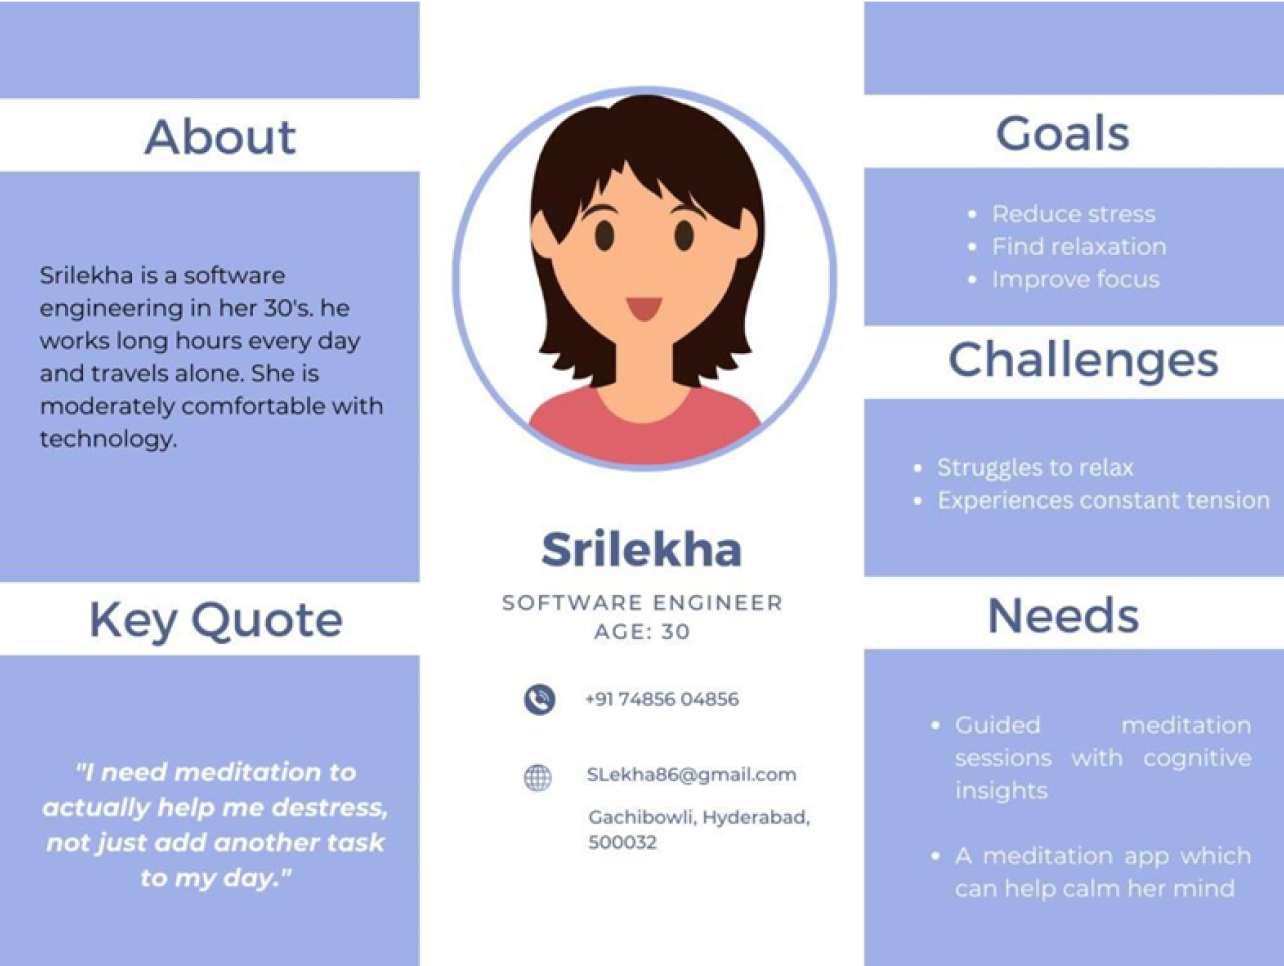 About
Srilekha is a software
engineering in her 30's. he
works long hours every day
and travels alone. She is
moderately comfortable with
technology.
Key Quote
"I need meditation to
actually help me destress,
not just add another task
to my day."
Srilekha
SOFTWARE ENGINEER
AGE: 30
+91 74856 04856
SLekha86@gmail.com
Gachibowli, Hyderabad,
500032
Goals
• Reduce stress
• Find relaxation
• Improve focus
Challenges
• Struggles to relax
• Experiences constant tension
Needs
• Guided meditation
sessions with cognitive
insights
• A meditation app which
can help calm her mind